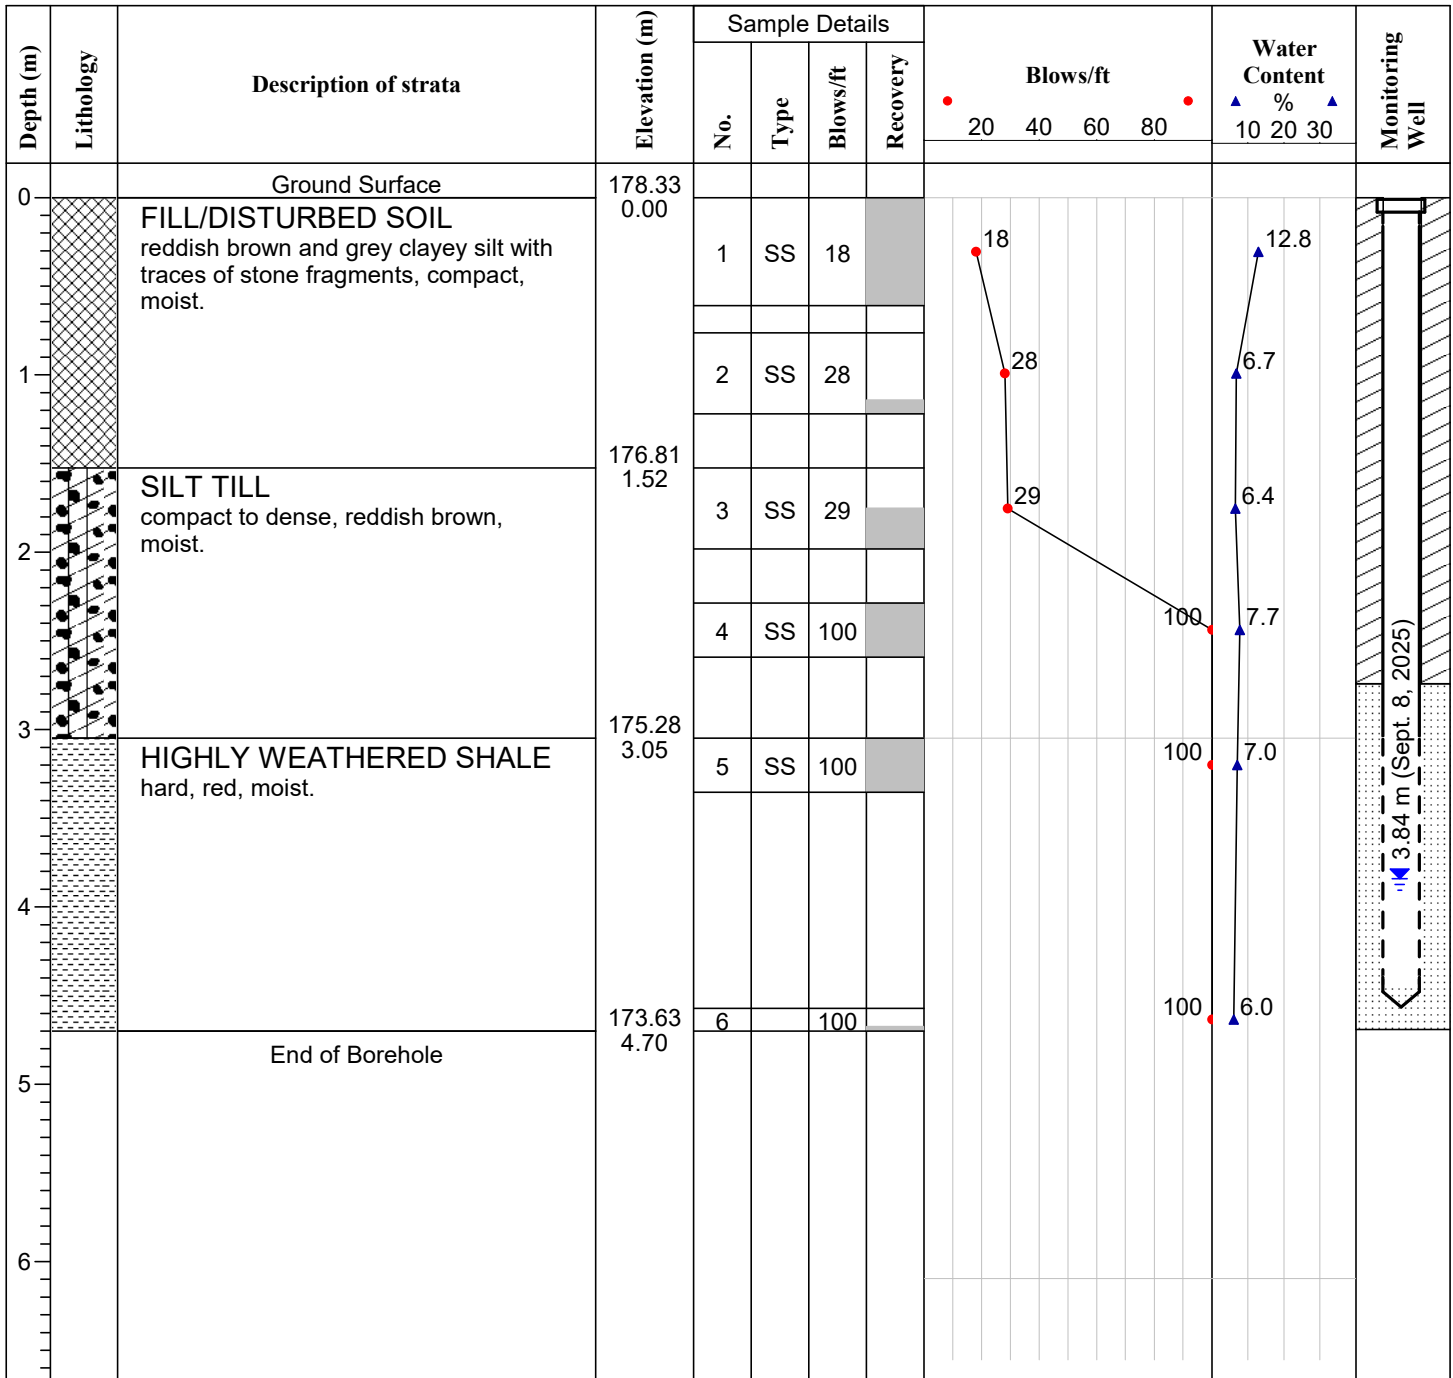 Depth (m)
Lithology
Description of strata
Elevation (m)
Sample Details
No.
Type
Blows/ft
Recovery
Blows/ft
20 40 60 80
Water
Content
%
10 20 30
Monitoring
Well
0
1
2
3
4
5
6
Ground Surface
178.33
0.00
FILL/DISTURBED SOIL
reddish brown and grey clayey silt with
traces of stone fragments, compact,
moist.
1 SS 18
18
12.8
2 SS 28
28
6.7
176.81
1.52
SILT TILL
compact to dense, reddish brown,
moist.
3 SS 29
29
6.4
4 SS 100
100
7.7
175.28
3.05
HIGHLY WEATHERED SHALE
hard, red, moist.
5 SS 100
100
7.0
3.84 m (Sept. 8, 2025)
173.63
4.70
6 100
100
6.0
End of Borehole